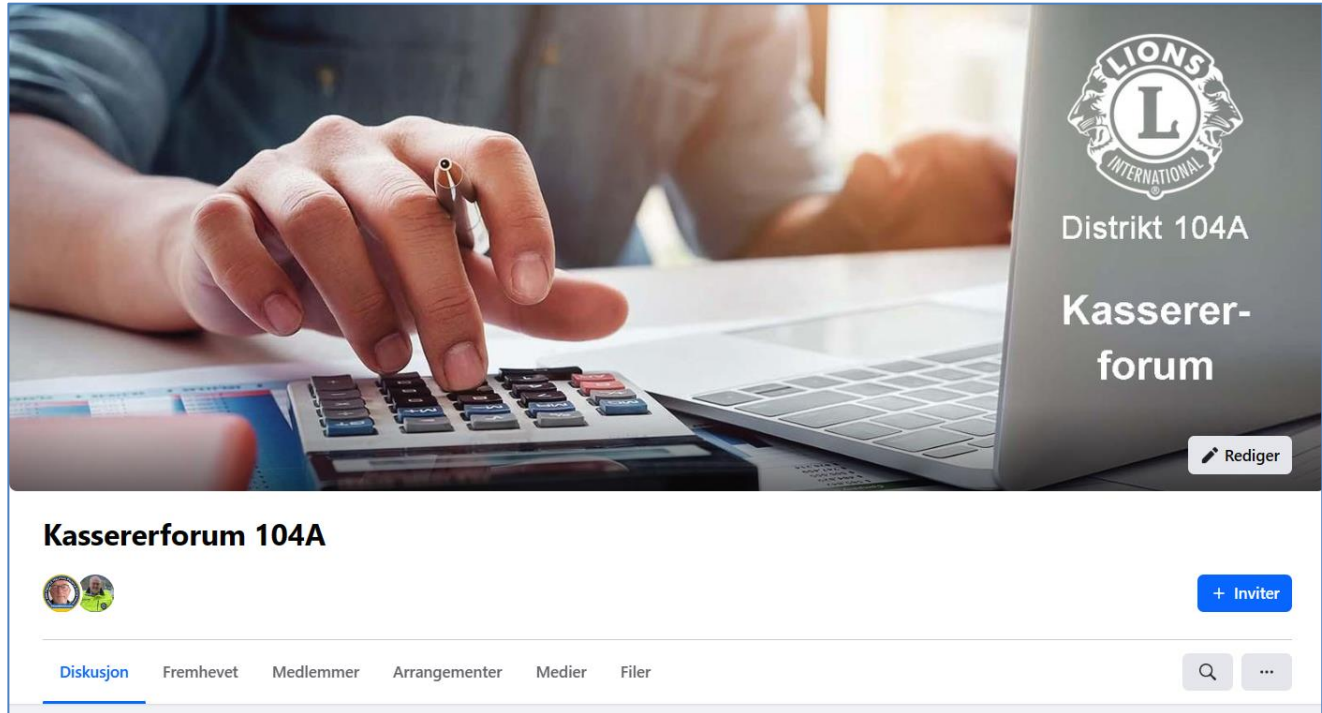 LIONS
L
INTERNATIONAL
®
Distrikt 104A
Kasserer-
forum
Rediger
Kassererforum 104A
+ Inviter
Diskusjon Fremhevet Medlemmer Arrangementer Medier Filer